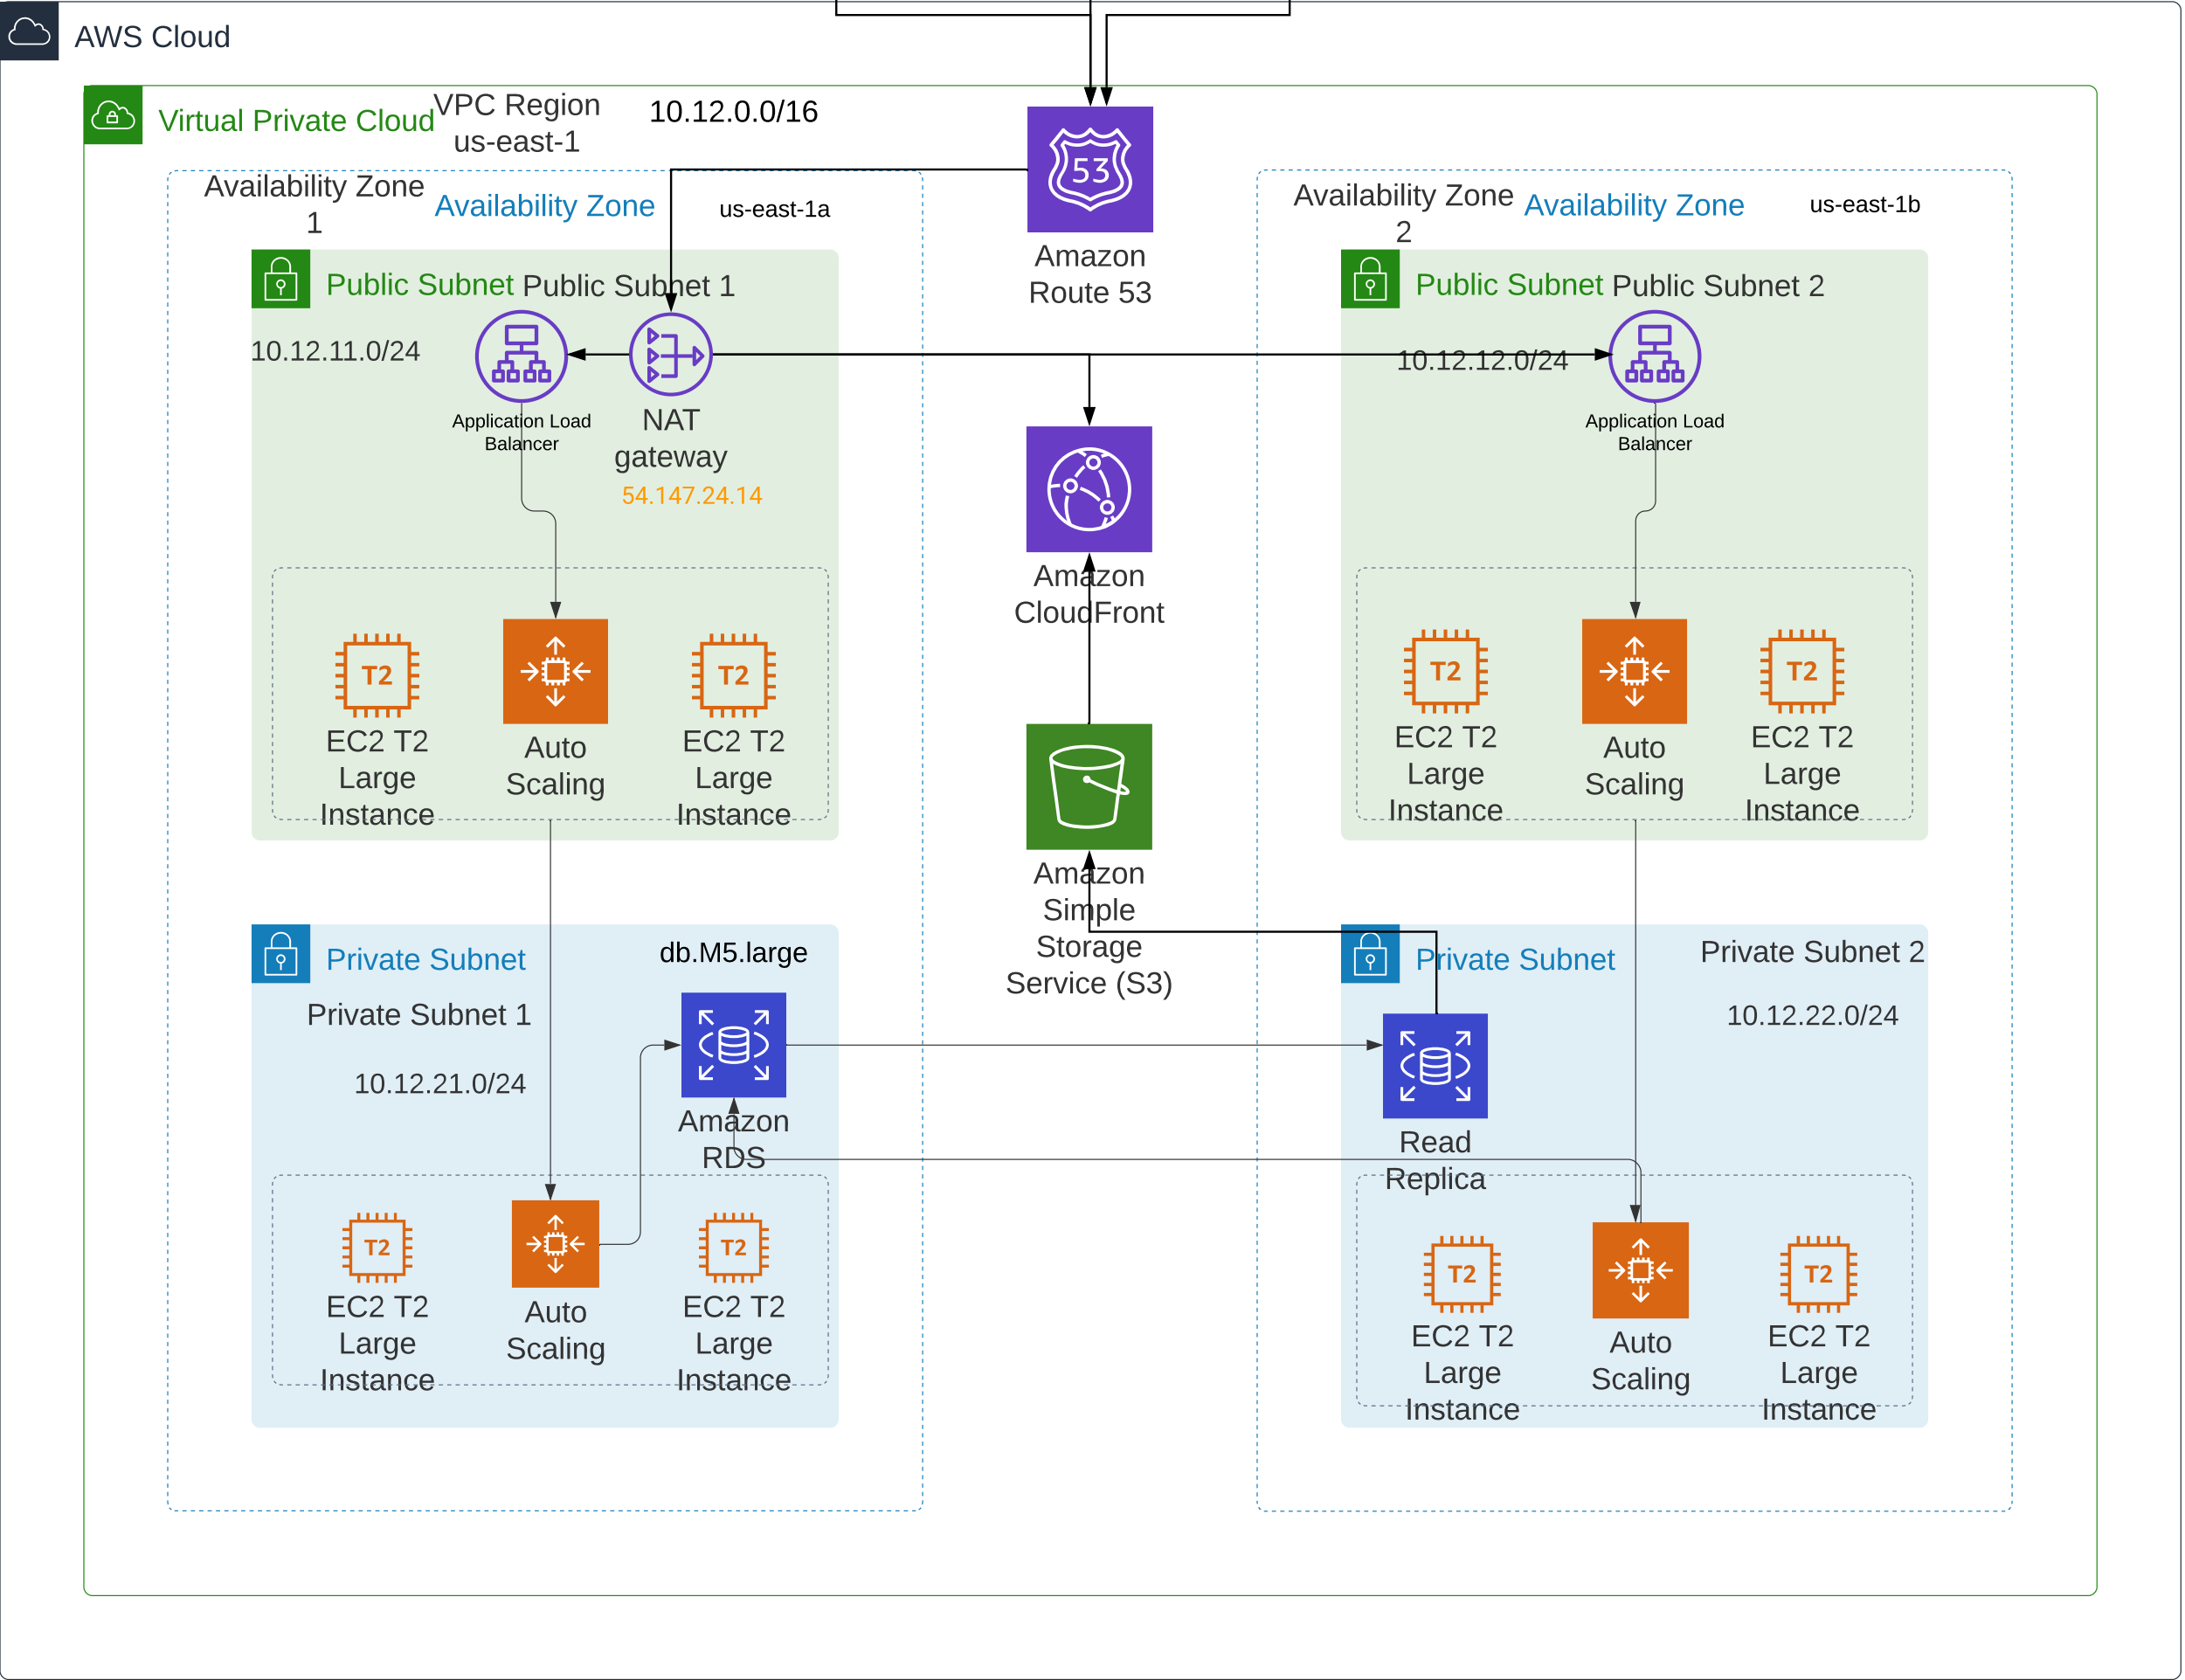 AWS Cloud
Virtual Private Cloud
VPC Region
us-east-1
10.12.0.0/16
Availability Zone
1
Availability Zone
us-east-1a
Public Subnet
Public Subnet 1
10.12.11.0/24
Application Load
Balancer
NAT
gateway
54.147.24.14
T2
EC2 T2
Large
Instance
Auto
Scaling
T2
EC2 T2
Large
Instance
53
Amazon
Route 53
Amazon
CloudFront
Amazon
Simple
Storage
Service (S3)
Availability Zone
2
Availability Zone
us-east-1b
Public Subnet
Public Subnet 2
10.12.12.0/24
Application Load
Balancer
T2
EC2 T2
Large
Instance
Auto
Scaling
T2
EC2 T2
Large
Instance
Private Subnet
db.M5.large
Private Subnet 1
10.12.21.0/24
Amazon
RDS
T2
EC2 T2
Large
Instance
Auto
Scaling
T2
EC2 T2
Large
Instance
Private Subnet
Private Subnet 2
10.12.22.0/24
Read
Replica
T2
EC2 T2
Large
Instance
Auto
Scaling
T2
EC2 T2
Large
Instance